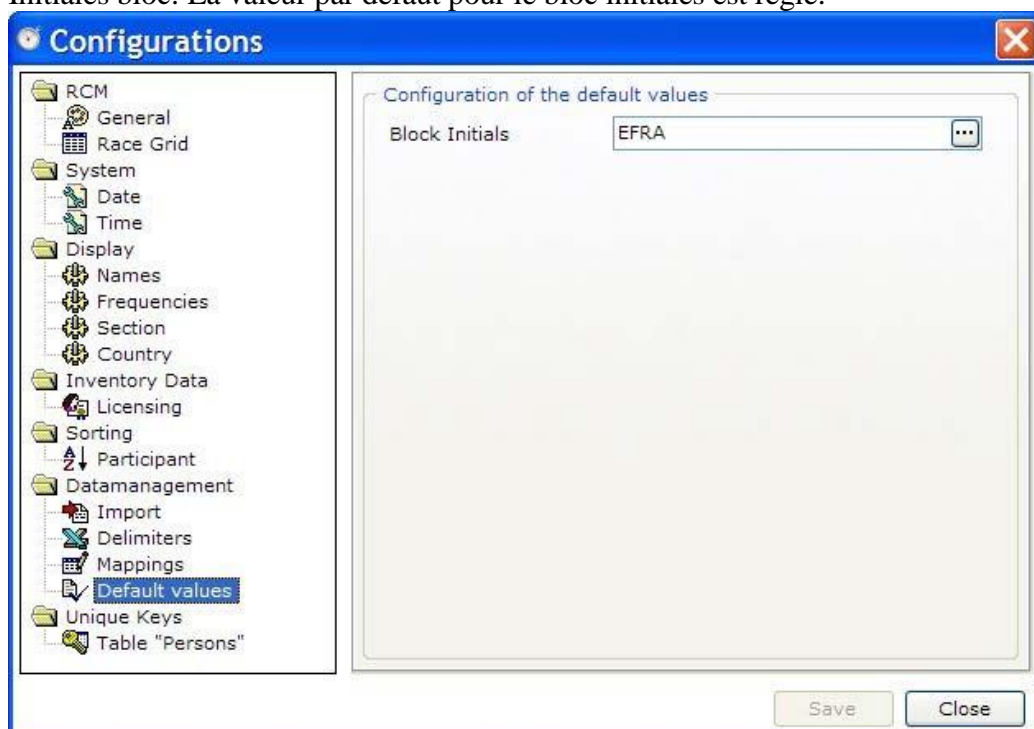 Initiales bloc. La valeur par défaut pour le bloc initiales est réglé.
Configurations
RCM
General
Race Grid
System
Date
Time
Display
Names
Frequencies
Section
Country
Inventory Data
Licensing
Sorting
Participant
Datamanagement
Import
Delimiters
Mappings
Default values
Unique Keys
Table "Persons"
Configuration of the default values
Block Initials EFRA ...
Save Close